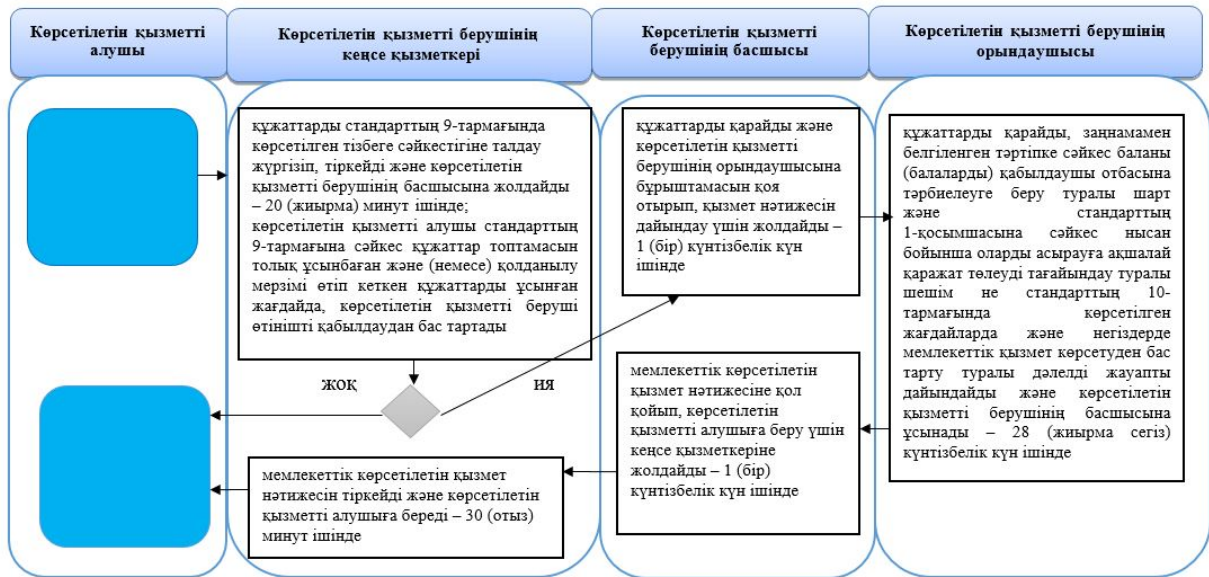 Көрсетілетін қызметті
алушы
Көрсетілетін қызметті берушінің
кеңсе қызметкері
Көрсетілетін қызметті
берушінің басшысы
Көрсетілетін қызметті берушінің
орындаушысы
құжаттарды стандарттың 9-тармағында
көрсетілген тізбеге сәйкестігіне талдау
жүргізіп, тіркейді және көрсетілетін
қызметті берушінің басшысына жолдайды
– 20 (жиырма) минут ішінде;
көрсетілетін қызметті алушы стандарттың
9-тармағына сәйкес құжаттар топтамасын
толық ұсынбаған және (немесе) қолданылу
мерзімі өтіп кеткен құжаттарды ұсынған
жағдайда, көрсетілетін қызметті беруші
өтінішті қабылдаудан бас тартады
жоқ
ия
мемлекеттік көрсетілетін қызмет
нәтижесін тіркейді және көрсетілетін
қызметті алушыға береді – 30 (отыз)
минут ішінде
құжаттарды қарайды және
көрсетілетін қызметті
берушінің орындаушысына
бұрыштамасын қоя
отырып, қызмет нәтижесін
дайындау үшін жолдайды –
1 (бір) күнтізбелік күн
ішінде
мемлекеттік көрсетілетін
қызмет нәтижесіне қол
қойып, көрсетілетін
қызметті алушыға беру үшін
кеңсе қызметкеріне
жолдайды – 1 (бір)
күнтізбелік күн ішінде
құжаттарды қарайды, заңнамамен
белгіленген тәртіпке сәйкес баланы
(балаларды) қабылдаушы отбасына
тәрбиелеуге беру туралы шарт
және стандарттың
1-қосымшасына сәйкес нысан
бойынша оларды асырауға ақшалай
қаражат төлеуді тағайындау туралы
шешім не стандарттың 10-
тармағында көрсетілген
жағдайларда және негіздерде
мемлекеттік қызмет көрсетуден бас
тарту туралы дәлелді жауапты
дайындайды және көрсетілетін
қызметті берушінің басшысына
ұсынады – 28 (жиырма сегіз)
күнтізбелік күн ішінде